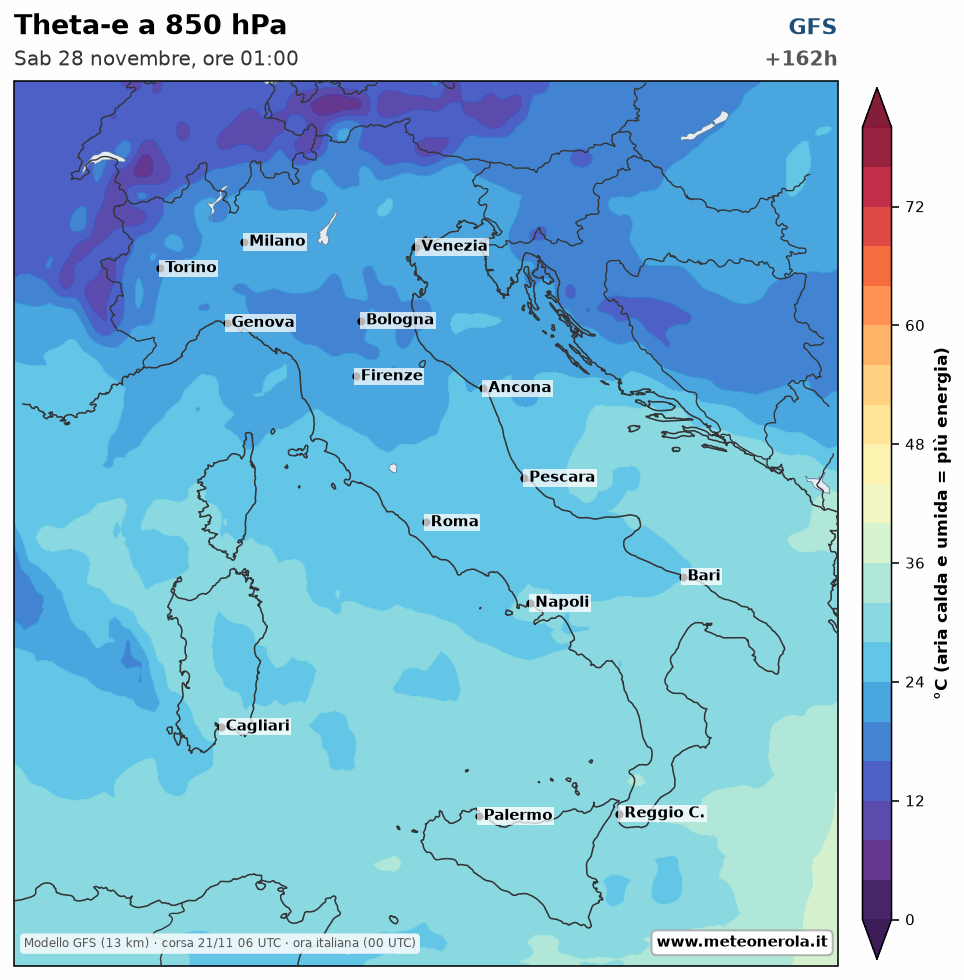 Theta-e a 850 hPa
GFS
Sab 28 novembre, ore 01:00
+162h
Milano
Venezia
Torino
Genova
Bologna
Firenze
Ancona
Pescara
Roma
Bari
Napoli
Cagliari
Palermo
Reggio C.
72
60
48
36
24
12
0
°C (aria calda e umida = più energia)
Modello GFS (13 km) · corsa 21/11 06 UTC · ora italiana (00 UTC)
www.meteonerola.it